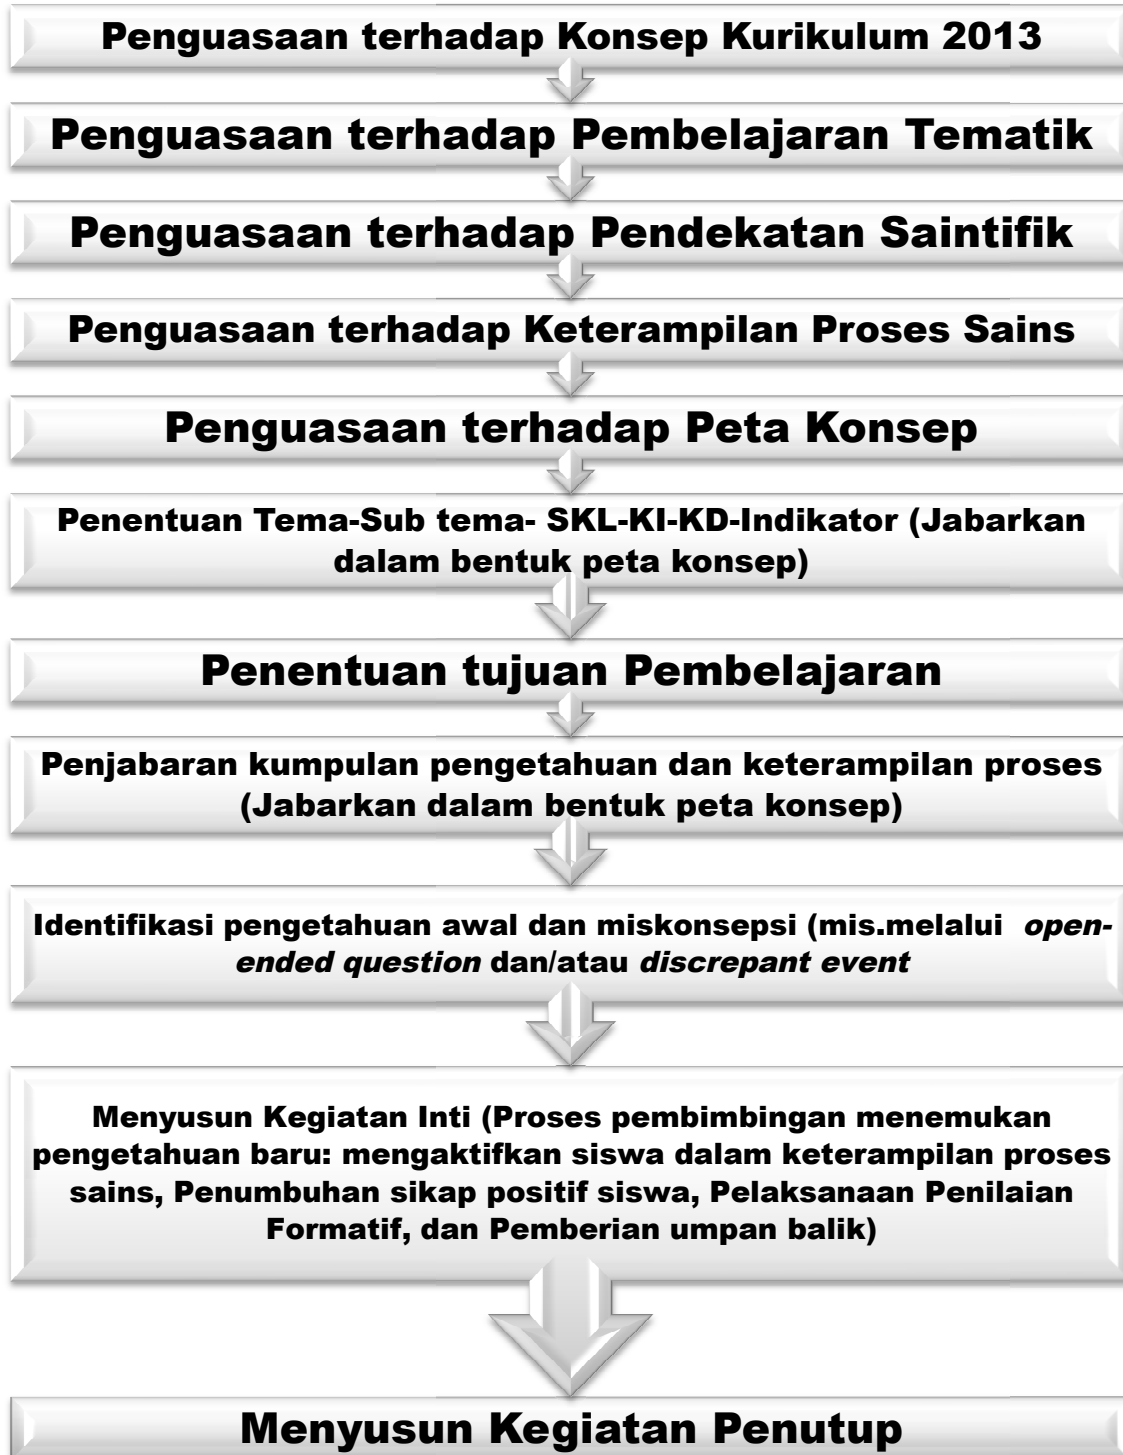 Penguasaan terhadap Konsep Kurikulum 2013
Penguasaan terhadap Pembelajaran Tematik
Penguasaan terhadap Pendekatan Saintifik
Penguasaan terhadap Keterampilan Proses Sains
Penguasaan terhadap Peta Konsep
Penentuan Tema-Sub tema- SKL-KI-KD-Indikator (Jabarkan
dalam bentuk peta konsep)
Penentuan tujuan Pembelajaran
Penjabaran kumpulan pengetahuan dan keterampilan proses
(Jabarkan dalam bentuk peta konsep)
Identifikasi pengetahuan awal dan miskonsepsi (mis.melalui open-
ended question dan/atau discrepant event
Menyusun Kegiatan Inti (Proses pembimbingan menemukan
pengetahuan baru: mengaktifkan siswa dalam keterampilan proses
sains, Penumbuhan sikap positif siswa, Pelaksanaan Penilaian
Formatif, dan Pemberian umpan balik)
Menyusun Kegiatan Penutup